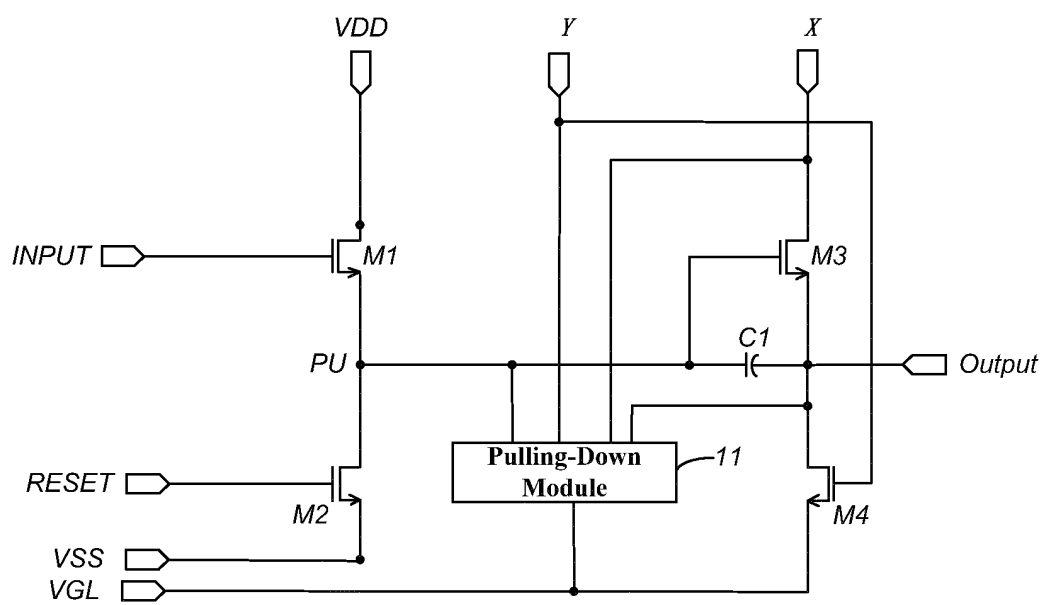 VDD
Y
X
INPUT
M1
M3
C1
PU
Output
Pulling-Down
Module
11
RESET
M2
M4
VSS
VGL